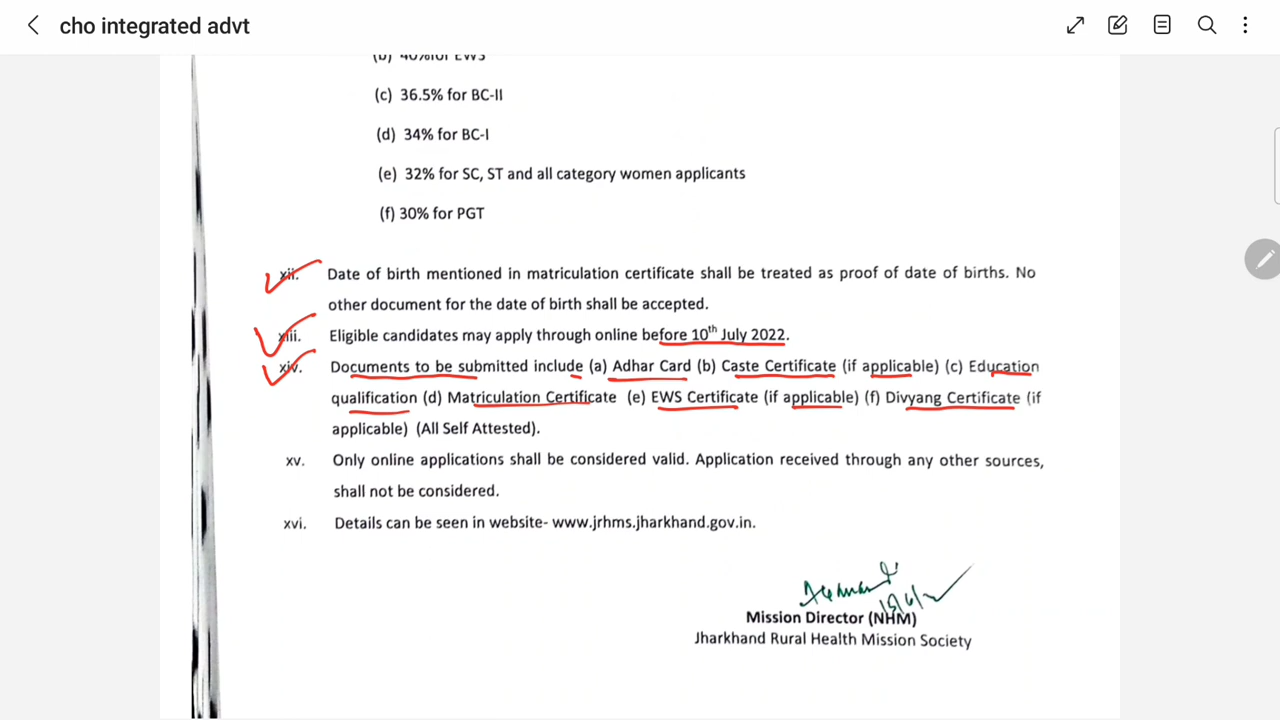 cho integrated advt
(b) 40%for EWS
(c) 36.5% for BC-II
(d) 34% for BC-I
(e) 32% for SC, ST and all category women applicants
(f) 30% for PGT
xii. Date of birth mentioned in matriculation certificate shall be treated as proof of date of births. No
other document for the date of birth shall be accepted.
xiii. Eligible candidates may apply through online before 10th July 2022.
xiv. Documents to be submitted include (a) Adhar Card (b) Caste Certificate (if applicable) (c) Education
qualification (d) Matriculation Certificate (e) EWS Certificate (if applicable) (f) Divyang Certificate (if
applicable) (All Self Attested).
xv. Only online applications shall be considered valid. Application received through any other sources,
shall not be considered.
xvi. Details can be seen in website- www.jrhms.jharkhand.gov.in.
Mission Director (NHM)
Jharkhand Rural Health Mission Society